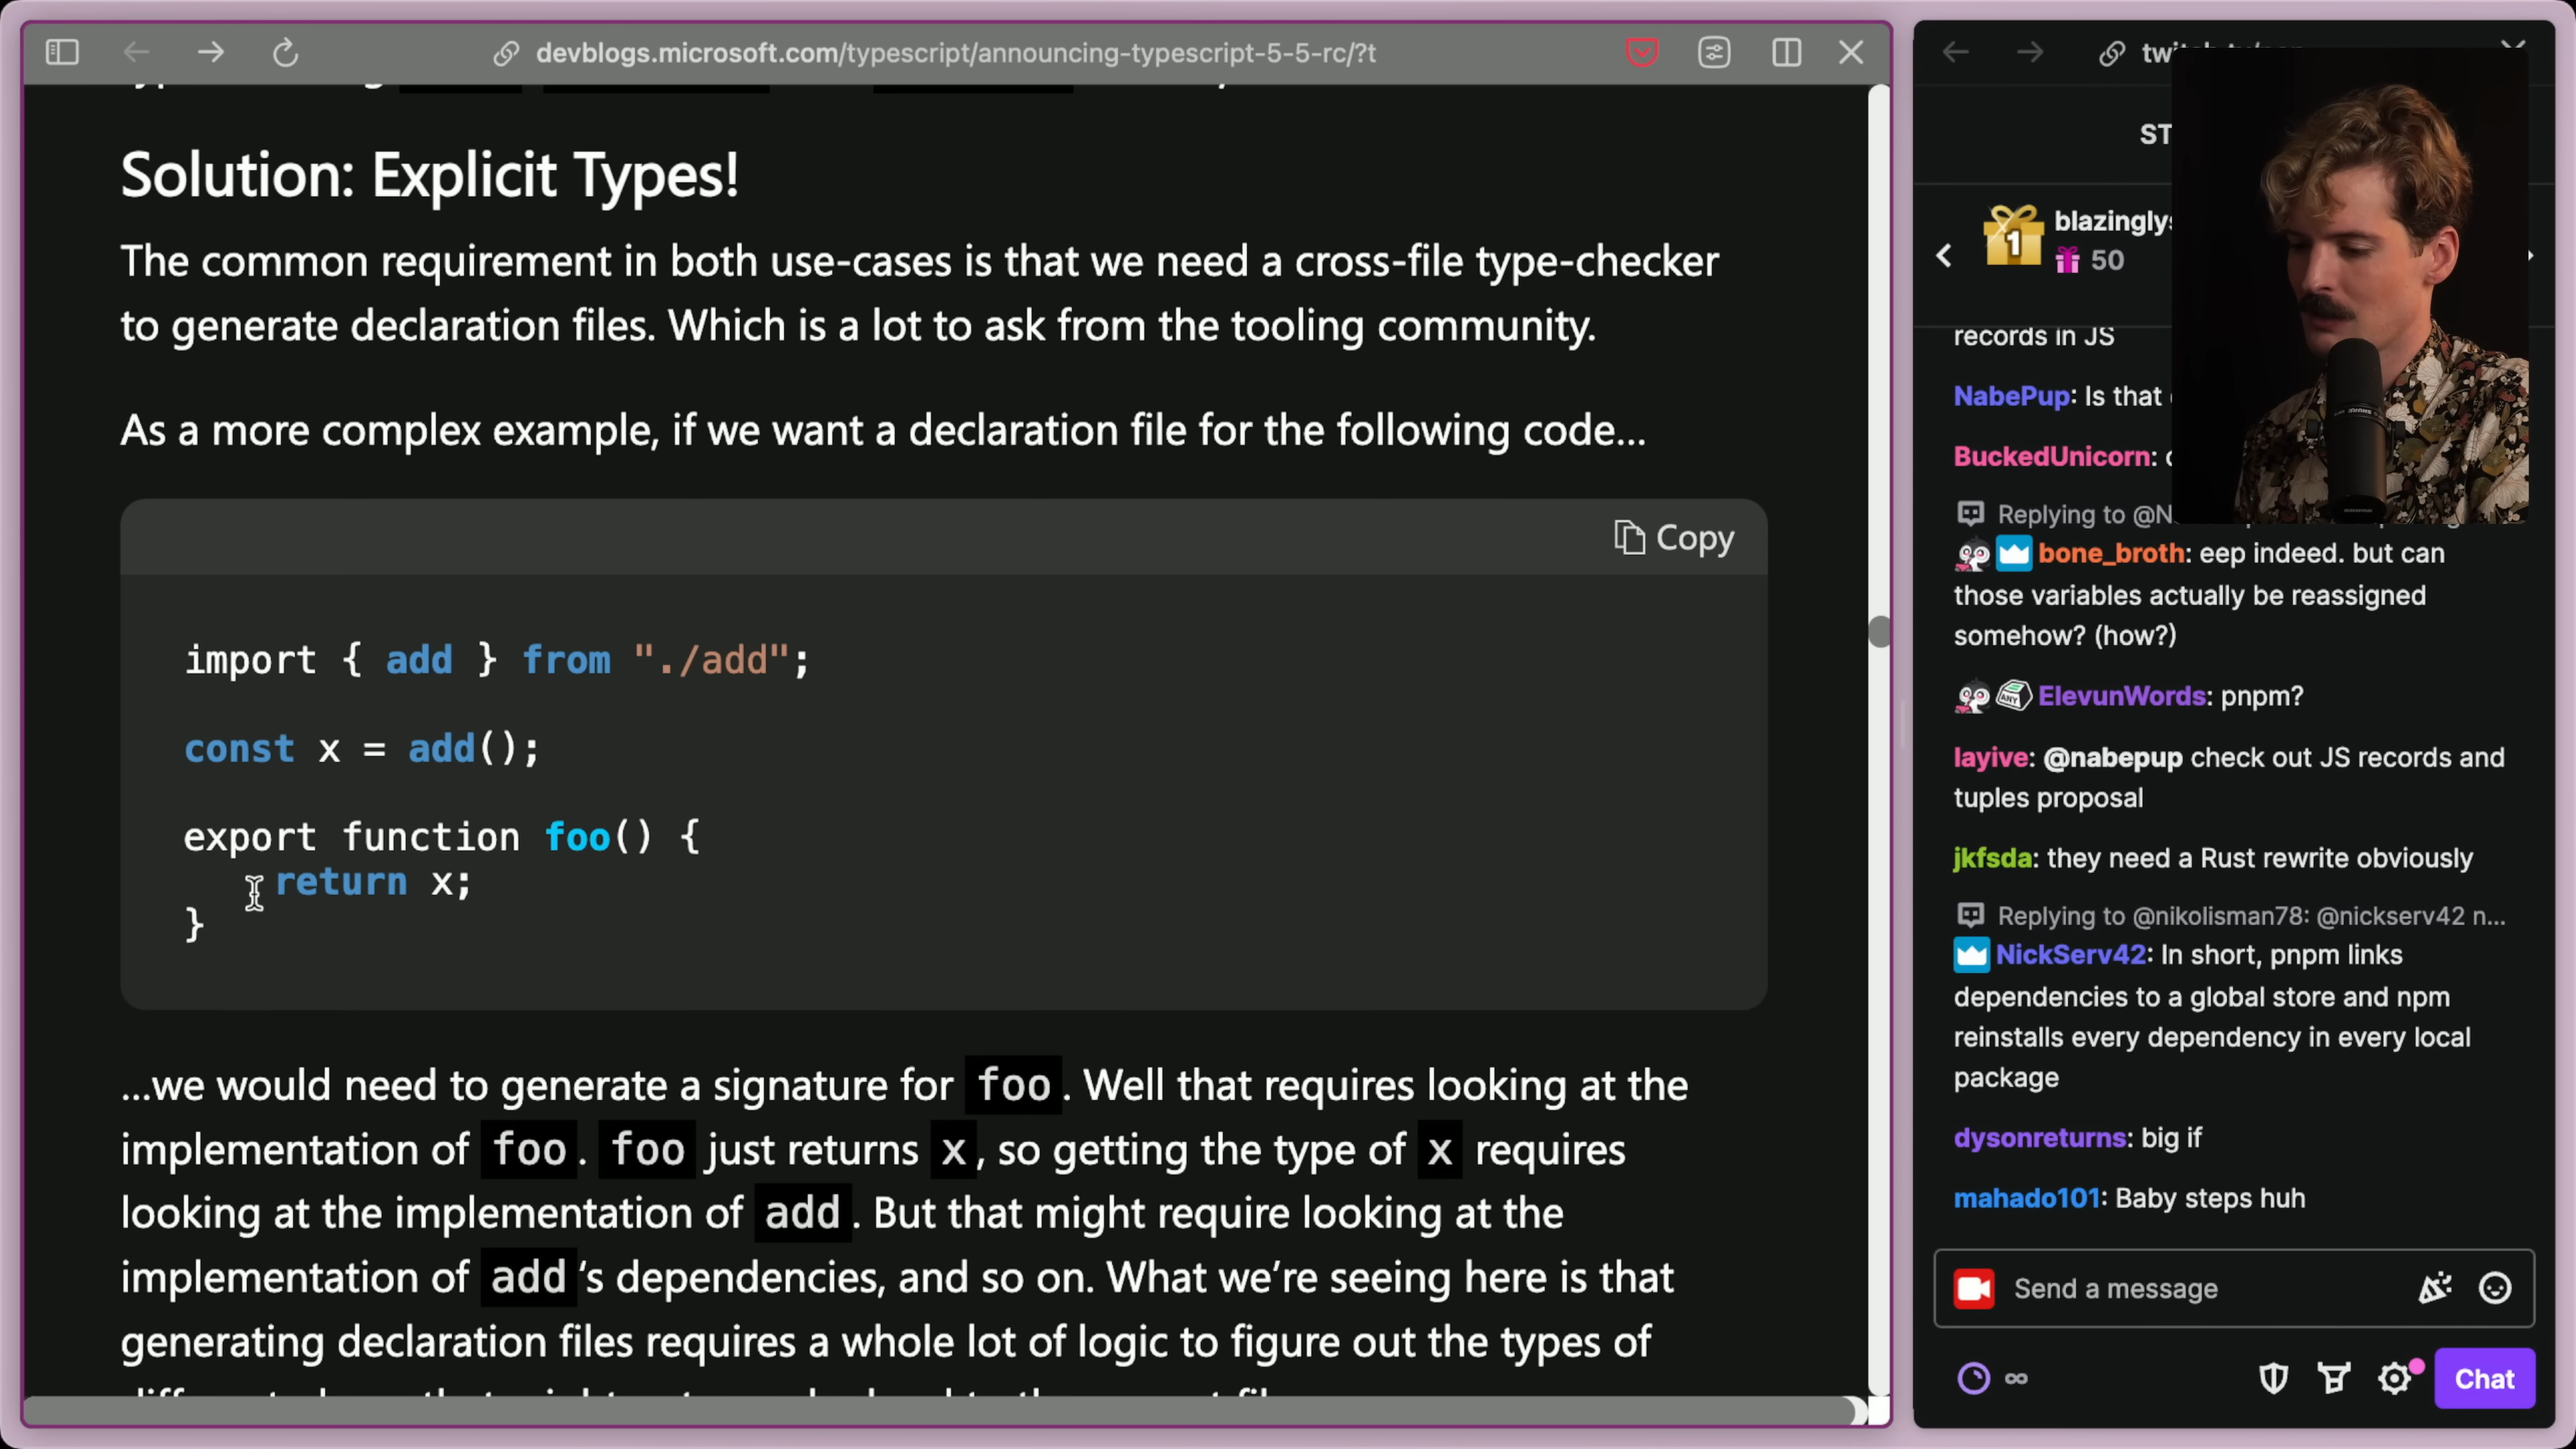 devblogs.microsoft.com/typescript/announcing-typescript-5-5-rc/?t
Solution: Explicit Types!
The common requirement in both use-cases is that we need a cross-file type-checker
to generate declaration files. Which is a lot to ask from the tooling community.
As a more complex example, if we want a declaration file for the following code...
Copy
import { add } from "./add";
const x = add();
export function foo() {
return x;
}
...we would need to generate a signature for foo. Well that requires looking at the
implementation of foo. foo just returns x, so getting the type of x requires
looking at the implementation of add. But that might require looking at the
implementation of add‘s dependencies, and so on. What we’re seeing here is that
generating declaration files requires a whole lot of logic to figure out the types of
ST
1
blazinglys
50
records in JS
NabePup: Is that
BuckedUnicorn:
Replying to @N
bone_broth: eep indeed. but can
those variables actually be reassigned
somehow? (how?)
ANY
ElevunWords: pnpm?
layive: @nabepup check out JS records and
tuples proposal
jkfsda: they need a Rust rewrite obviously
Replying to @nikolisman78: @nickserv42 n...
NickServ42: In short, pnpm links
dependencies to a global store and npm
reinstalls every dependency in every local
package
dysonreturns: big if
mahado101: Baby steps huh
Send a message
∞
Chat